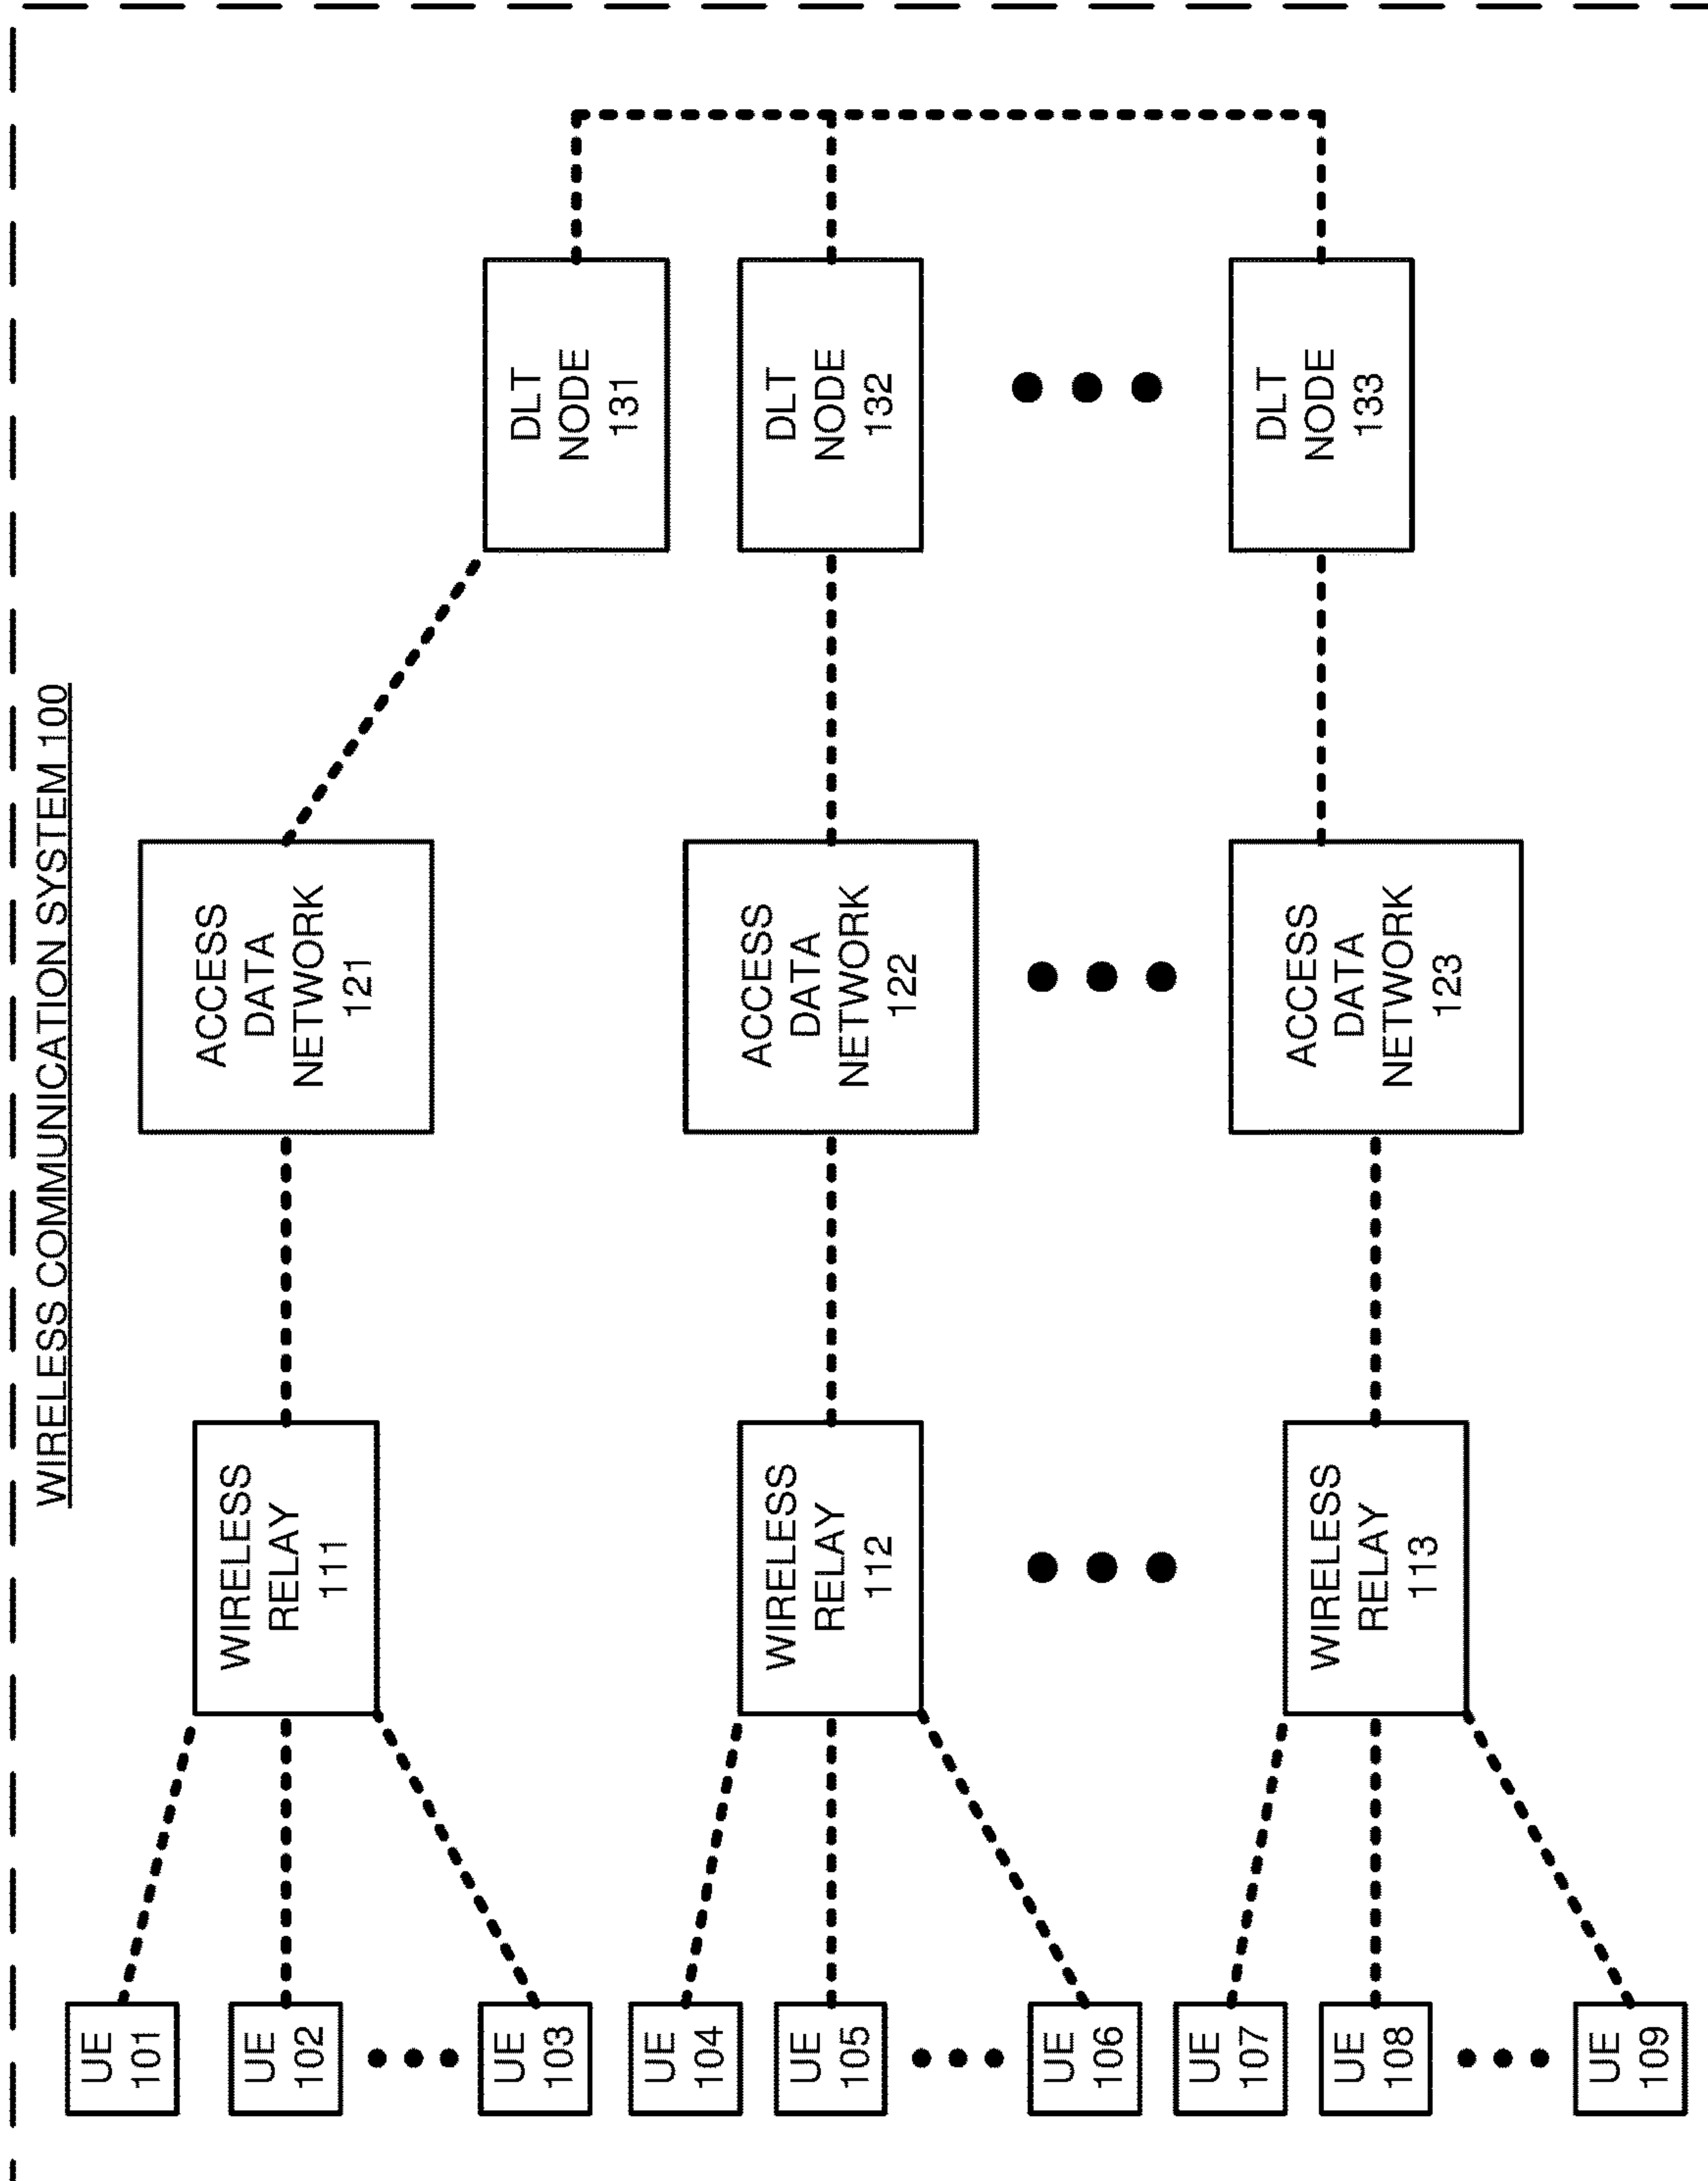 WIRELESS COMMUNICATION SYSTEM 100
UE
101
UE
102
UE
103
UE
104
UE
105
UE
106
UE
107
UE
108
UE
109
WIRELESS
RELAY
111
WIRELESS
RELAY
112
WIRELESS
RELAY
113
ACCESS
DATA
NETWORK
121
ACCESS
DATA
NETWORK
122
ACCESS
DATA
NETWORK
123
DLT
NODE
131
DLT
NODE
132
DLT
NODE
133